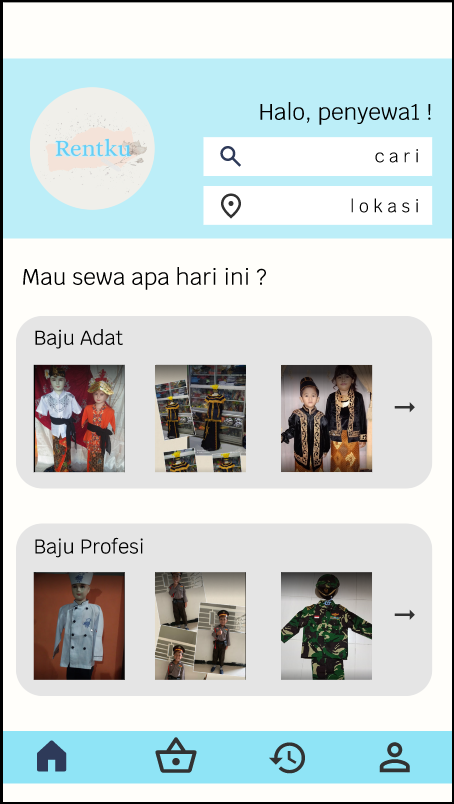 Rentku
Halo, penyewa1 !
cari
lokasi
Mau sewa apa hari ini ?
Baju Adat
Baju Profesi